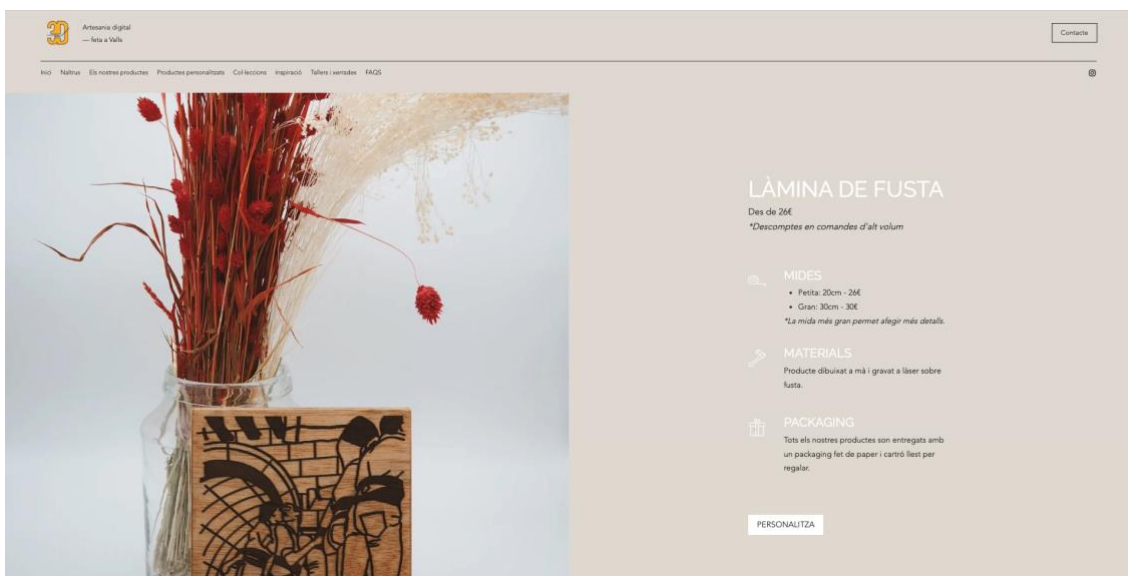 3D
Artesania digital
— feta a Valls
Contacte
Inici Naltrus Els nostres productes Productes personalitzats Col·leccions Inspiració Tallers i xerrades FAQS
LÀMINA DE FUSTA
Des de 26€
*Descomptes en comandes d'alt volum
MIDES
• Petita: 20cm - 26€
• Gran: 30cm - 30€
*La mida més gran permet afegir més detalls.
MATERIALS
Producte dibuixat a mà i gravat a làser sobre
fusta.
PACKAGING
Tots els nostres productes son entregats amb
un packaging fet de paper i cartró llest per
regalar.
PERSONALITZA